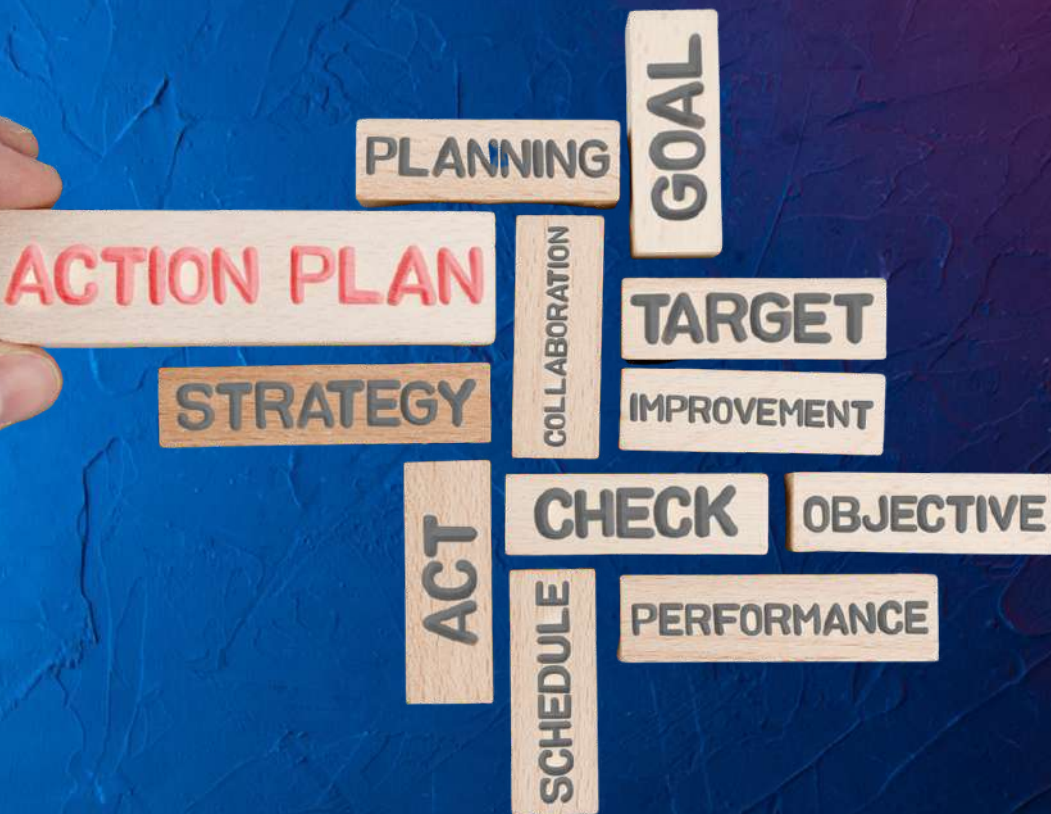 GOAL
PLANNING
ACTION PLAN
COLLABORATION
TARGET
STRATEGY
IMPROVEMENT
ACT
CHECK
OBJECTIVE
SCHEDULE
PERFORMANCE